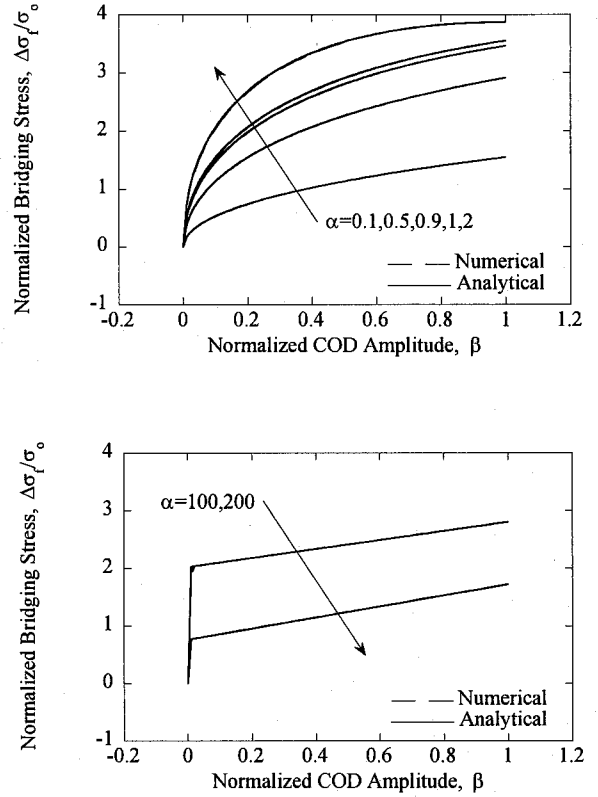 4
3
2
1
0
-1
-0.2
0
0.2
0.4
0.6
0.8
1
1.2
Normalized Bridging Stress, Δσf/σo
α=0.1,0.5,0.9,1,2
Numerical
Analytical
Normalized COD Amplitude, β
4
3
2
1
0
-1
-0.2
0
0.2
0.4
0.6
0.8
1
1.2
Normalized Bridging Stress, Δσf/σo
α=100,200
Numerical
Analytical
Normalized COD Amplitude, β